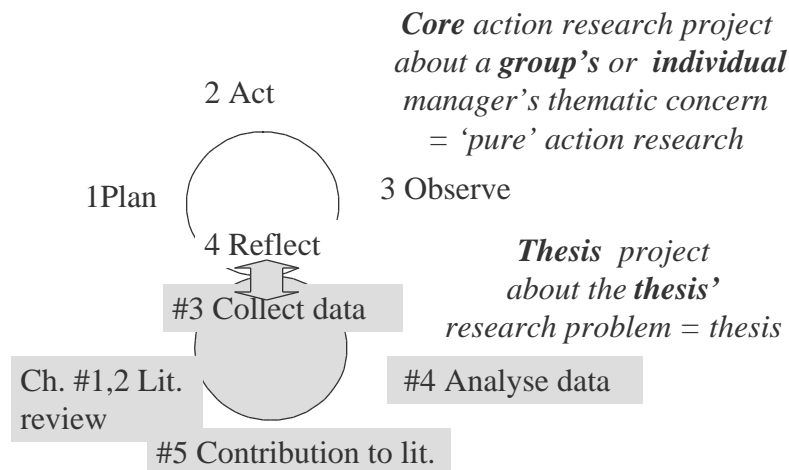 Core action research project
about a group's or individual
manager's thematic concern
= ‘pure’ action research
2 Act
1Plan
3 Observe
4 Reflect
Thesis project
about the thesis’
research problem = thesis
#3 Collect data
Ch. #1,2 Lit.
review
#4 Analyse data
#5 Contribution to lit.